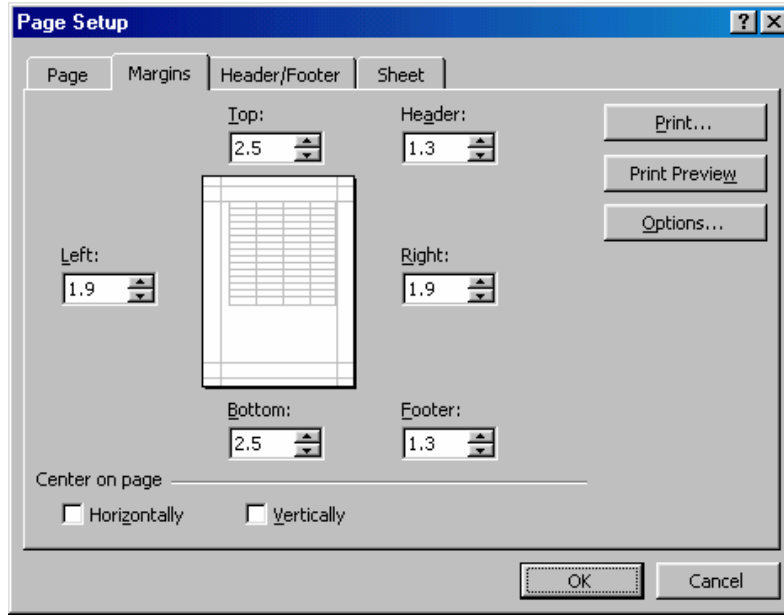 Page Setup
Page Margins Header/Footer Sheet
Top: Header:
2.5 1.3
Print...
Print Preview
Options...
Left: Right:
1.9 1.9
Bottom: Footer:
2.5 1.3
Center on page
Horizontally Vertically
OK Cancel